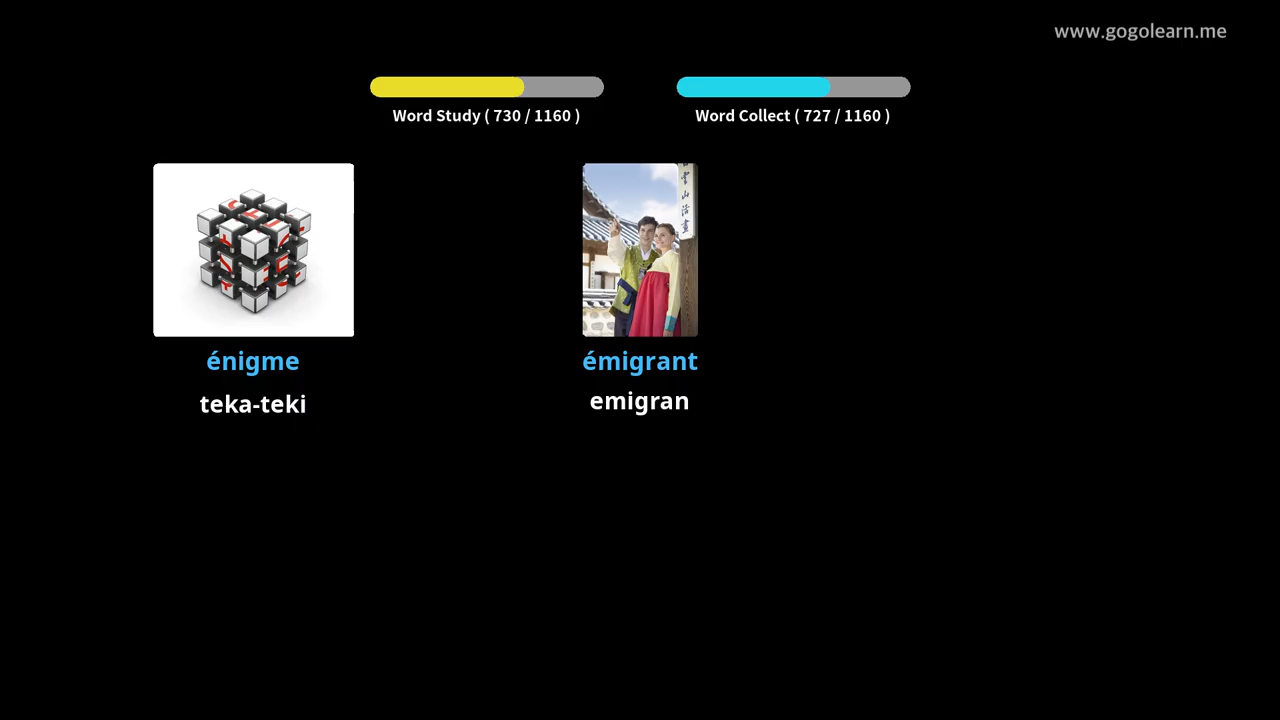 www.gogolearn.me
Word Study ( 730 / 1160 )
Word Collect ( 727 / 1160 )
énigme
teka-teki
émigrant
emigran